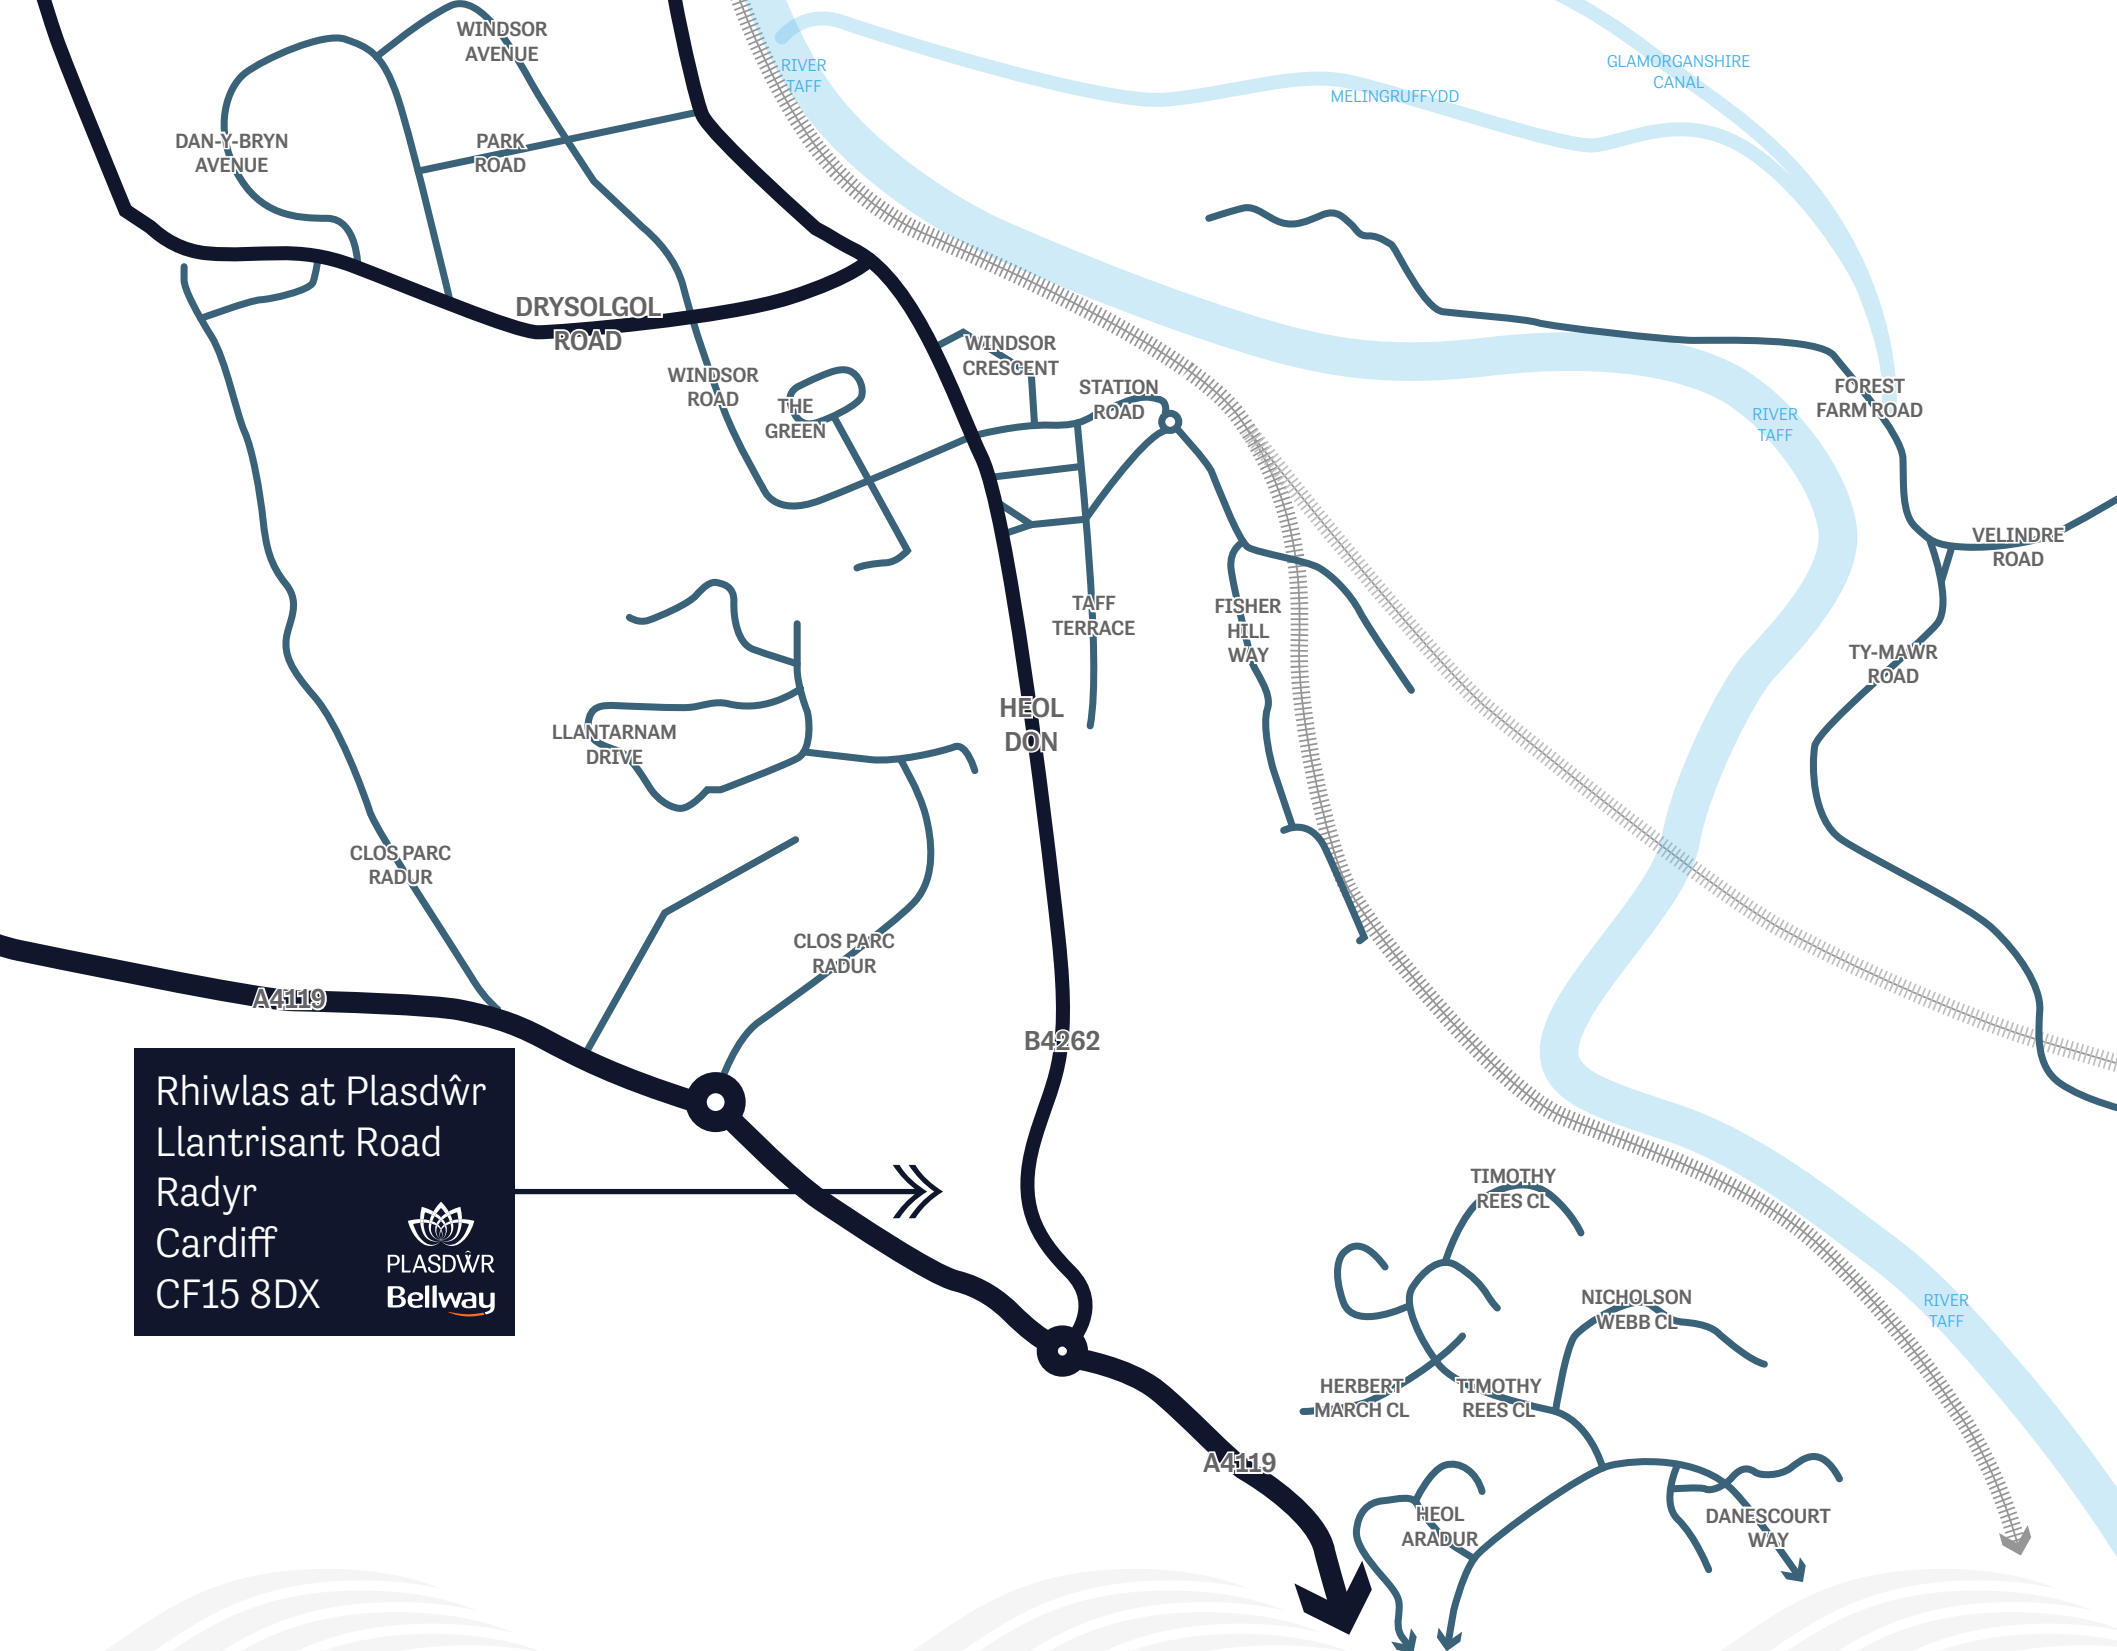 WINDSOR
AVENUE
RIVER
TAFF
GLAMORGANSHIRE
CANAL
MELINGRUFFYDD
DAN-Y-BRYN
AVENUE
PARK
ROAD
DRYSOLGOL
ROAD
WINDSOR
CRESCENT
WINDSOR
ROAD
THE
GREEN
STATION
ROAD
FOREST
FARM ROAD
RIVER
TAFF
VELINDRE
ROAD
TAFF
TERRACE
FISHER
HILL
WAY
TY-MAWR
ROAD
HEOL
DON
LLANTARNAM
DRIVE
CLOS PARC
RADUR
CLOS PARC
RADUR
A4119
B4262
Rhiwlas at Plasdŵr
Llantrisant Road
Radyr
Cardiff
CF15 8DX
PLASDŴR
Bellway
TIMOTHY
REES CL
NICHOLSON
WEBB CL
RIVER
TAFF
HERBERT
MARCH CL
TIMOTHY
REES CL
A4119
HEOL
ARADUR
DANESCOURT
WAY